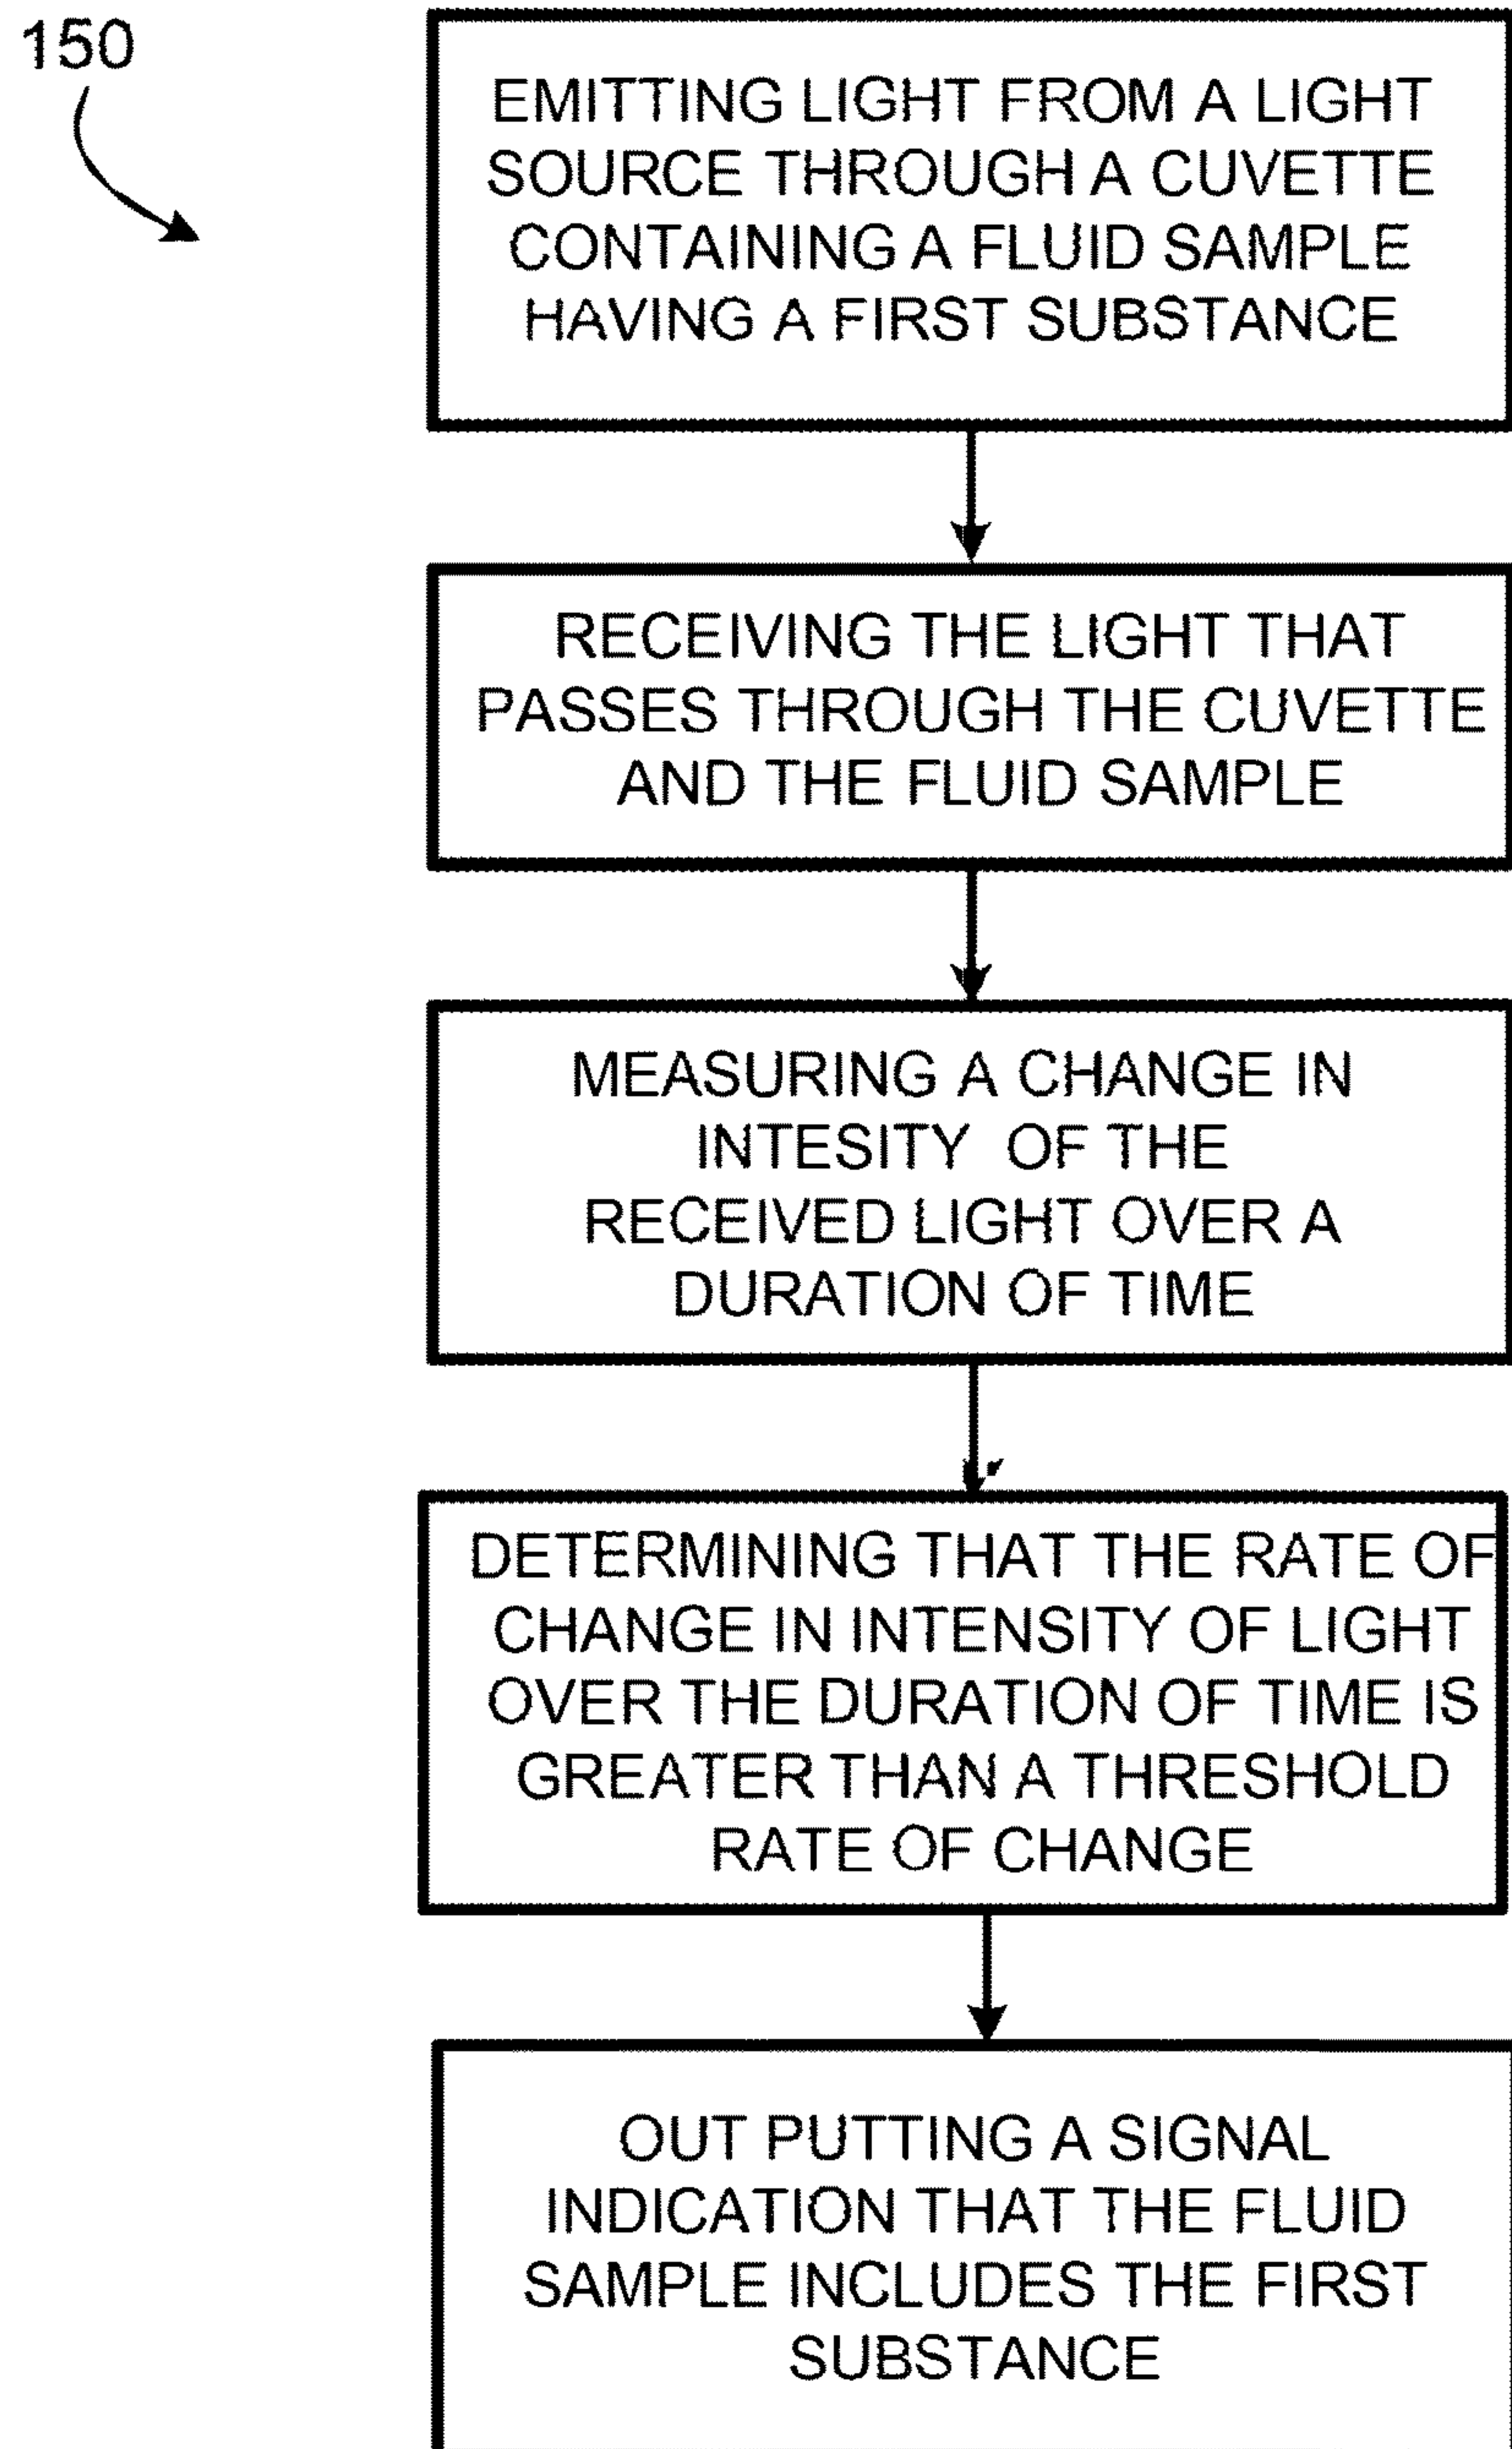 150
EMITTING LIGHT FROM A LIGHT
SOURCE THROUGH A CUVETTE
CONTAINING A FLUID SAMPLE
HAVING A FIRST SUBSTANCE
RECEIVING THE LIGHT THAT
PASSES THROUGH THE CUVETTE
AND THE FLUID SAMPLE
MEASURING A CHANGE IN
INTESITY OF THE
RECEIVED LIGHT OVER A
DURATION OF TIME
DETERMINING THAT THE RATE OF
CHANGE IN INTENSITY OF LIGHT
OVER THE DURATION OF TIME IS
GREATER THAN A THRESHOLD
RATE OF CHANGE
OUT PUTTING A SIGNAL
INDICATION THAT THE FLUID
SAMPLE INCLUDES THE FIRST
SUBSTANCE